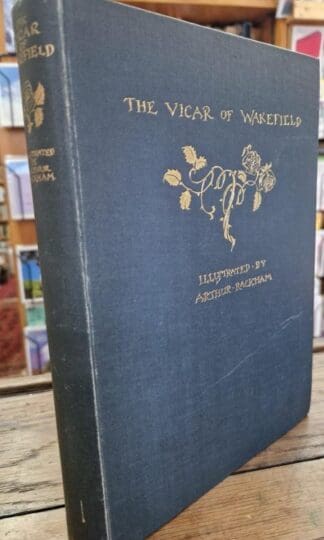 THE VICAR OF WAKEFIELD
ILLUSTRATED · BY
ARTHUR · RACKHAM
THE
VICAR
OF
WAKEFIELD
ILLUSTRATED
BY
ARTHUR
RACKHAM